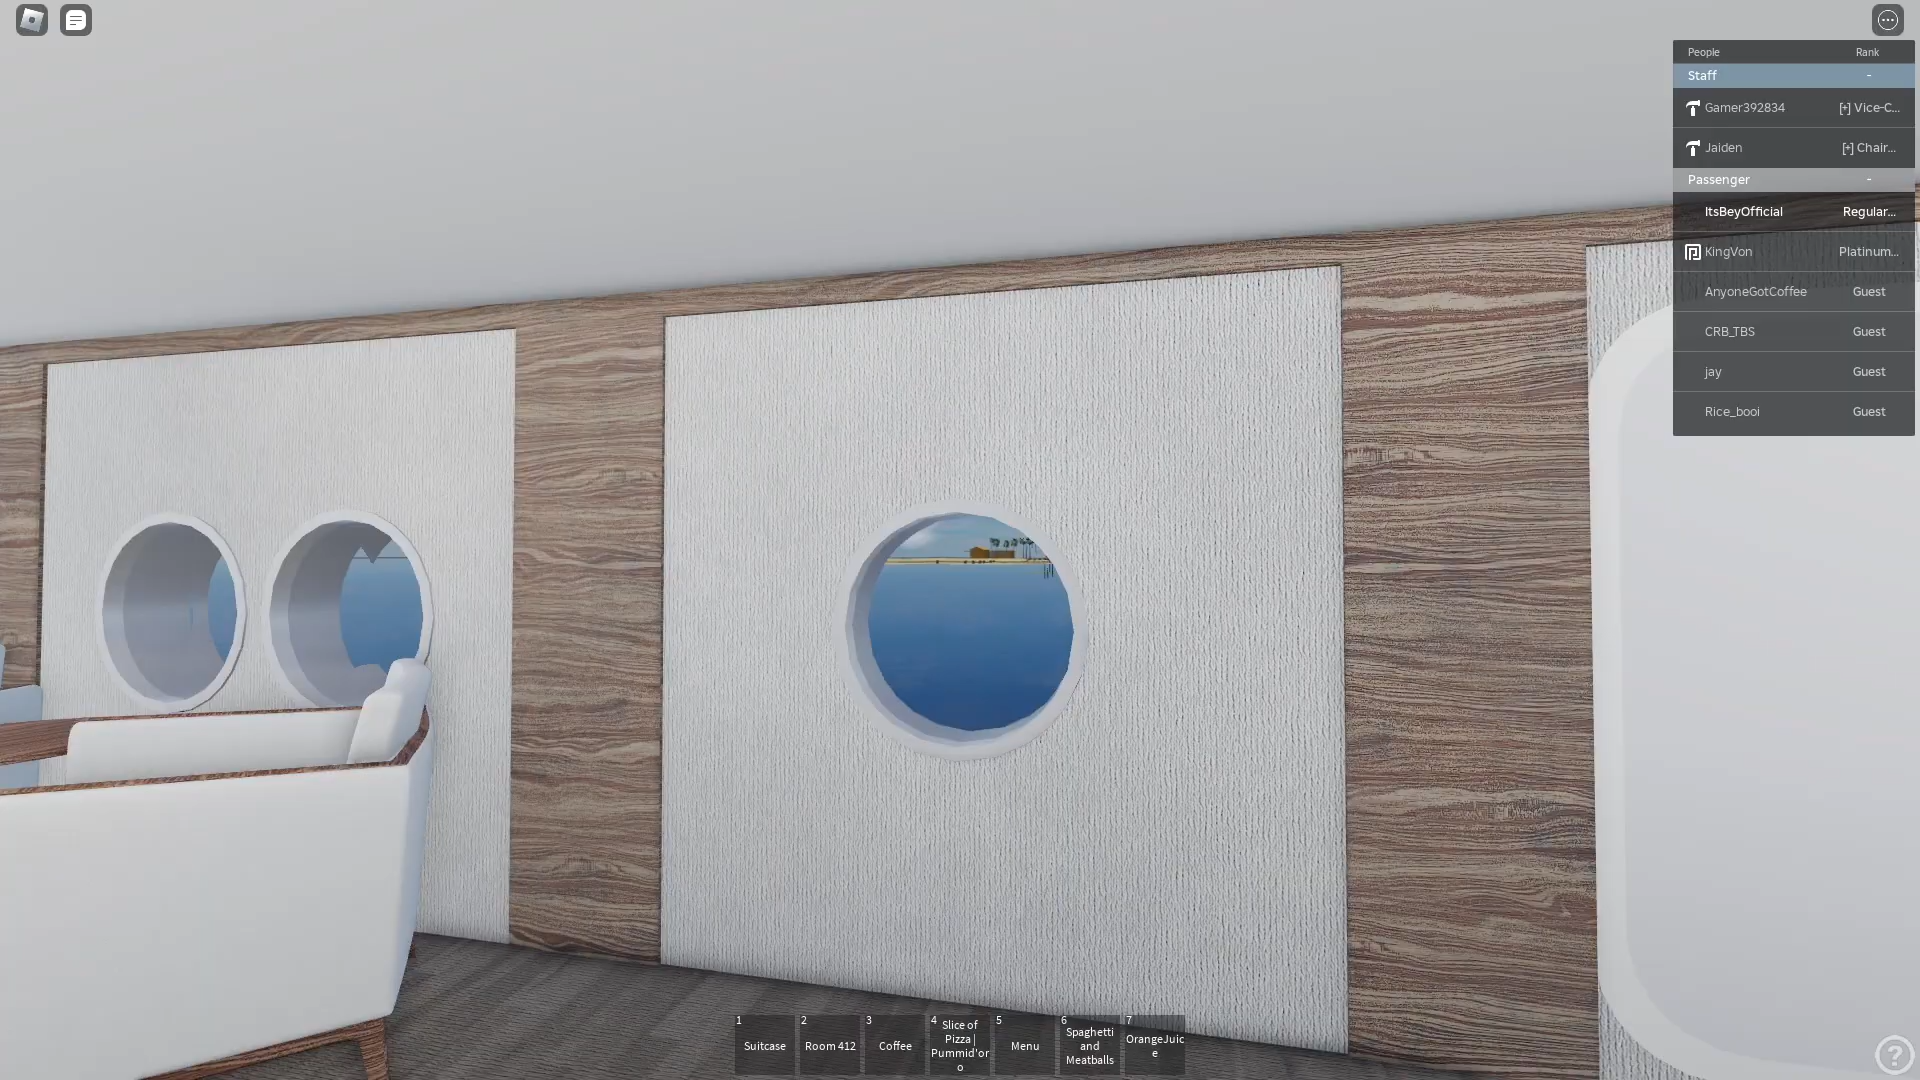 People Rank
Staff -
Gamer392834 [+] Vice-C...
Jaiden [+] Chair...
Passenger -
ItsBeyOfficial Regular...
KingVon Platinum...
AnyoneGotCoffee Guest
CRB_TBS Guest
jay Guest
Rice_booi Guest
1
Suitcase
2
Room 412
3
Coffee
4
Slice of
Pizza |
Pummid'or
o
5
Menu
6
Spaghetti
and
Meatballs
7
OrangeJuic
e
?